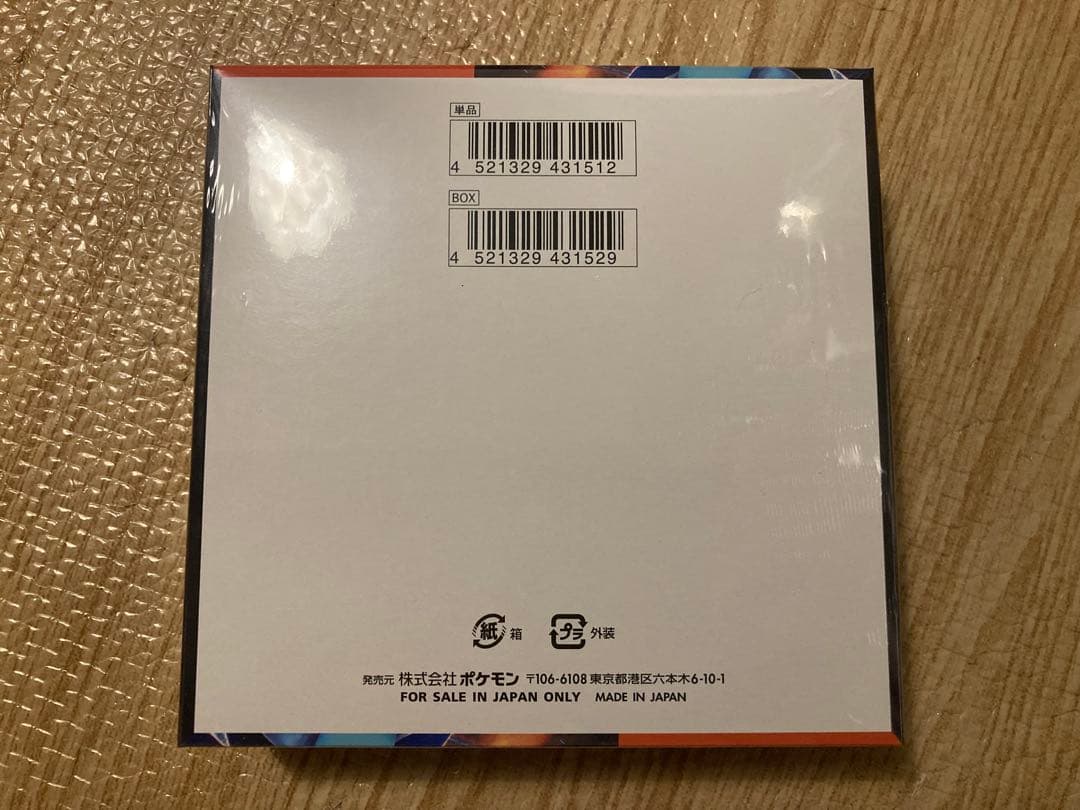 単品
4 521329 431512
BOX
4 521329 431529
紙 箱 プラ 外装
発売元 株式会社 ポケモン 〒106-6108 東京都港区六本木6-10-1
FOR SALE IN JAPAN ONLY MADE IN JAPAN